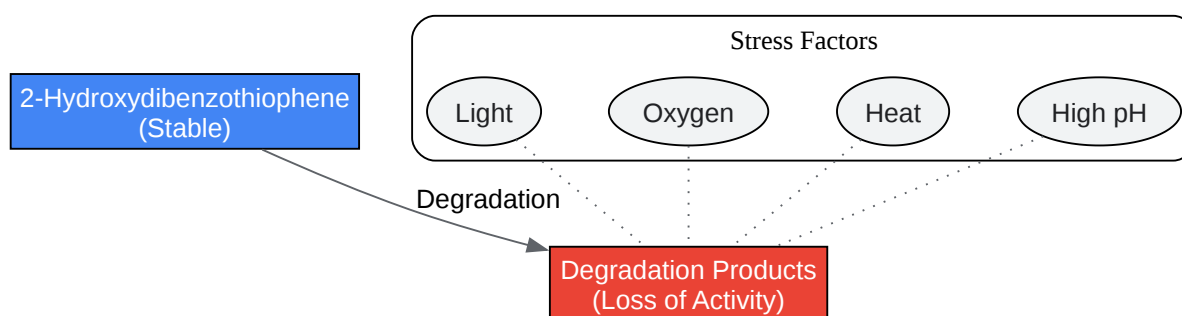 Stress Factors
2-Hydroxydibenzothiophene
(Stable)
Light
Oxygen
Heat
High pH
Degradation
Degradation Products
(Loss of Activity)